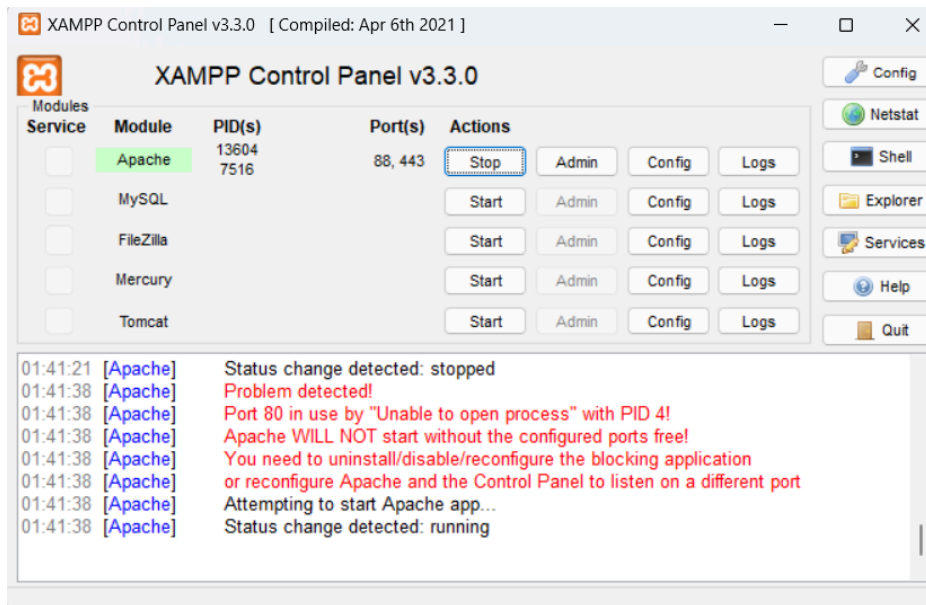 XAMPP Control Panel v3.3.0 [ Compiled: Apr 6th 2021 ]
XAMPP Control Panel v3.3.0
Config
Modules
Service Module PID(s) Port(s) Actions
Netstat
Apache 13604 7516 88, 443 Stop Admin Config Logs
Shell
MySQL Start Admin Config Logs
Explorer
FileZilla Start Admin Config Logs
Services
Mercury Start Admin Config Logs
Help
Tomcat Start Admin Config Logs
Quit
01:41:21 [Apache] Status change detected: stopped
01:41:38 [Apache] Problem detected!
01:41:38 [Apache] Port 80 in use by "Unable to open process" with PID 4!
01:41:38 [Apache] Apache WILL NOT start without the configured ports free!
01:41:38 [Apache] You need to uninstall/disable/reconfigure the blocking application
01:41:38 [Apache] or reconfigure Apache and the Control Panel to listen on a different port
01:41:38 [Apache] Attempting to start Apache app...
01:41:38 [Apache] Status change detected: running